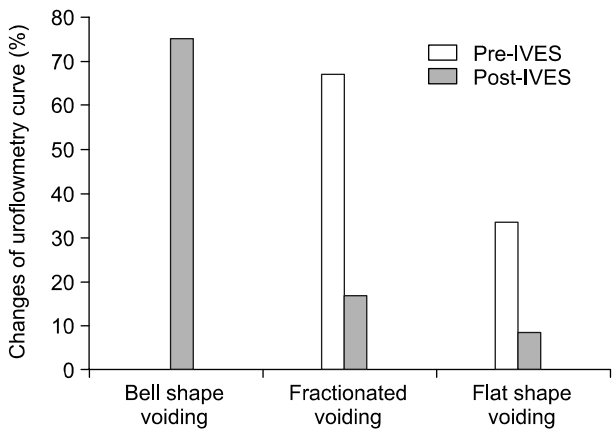 Changes of uroflowmetry curve (%)
80
70
60
50
40
30
20
10
0
Pre-IVES
Post-IVES
Bell shape
voiding
Fractionated
voiding
Flat shape
voiding